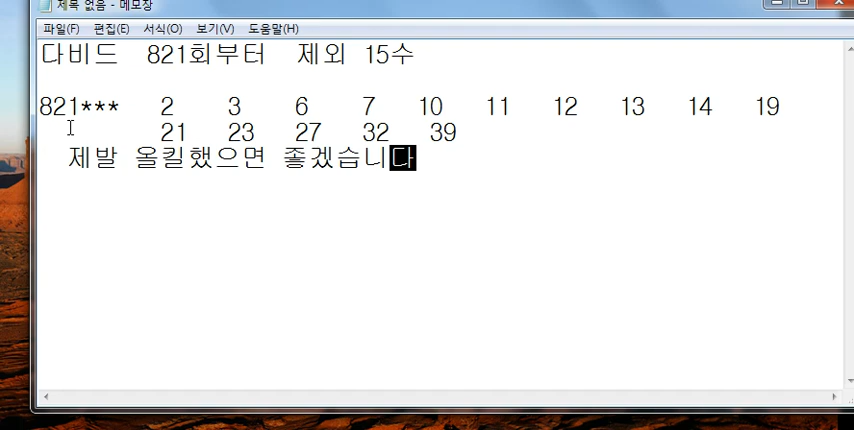 제목 없음 - 메모장
파일(F) 편집(E) 서식(O) 보기(V) 도움말(H)
다비드 821회부터 제외 15수
821*** 2 3 6 7 10 11 12 13 14 19
21 23 27 32 39
제발 올킬했으면 좋겠습니다